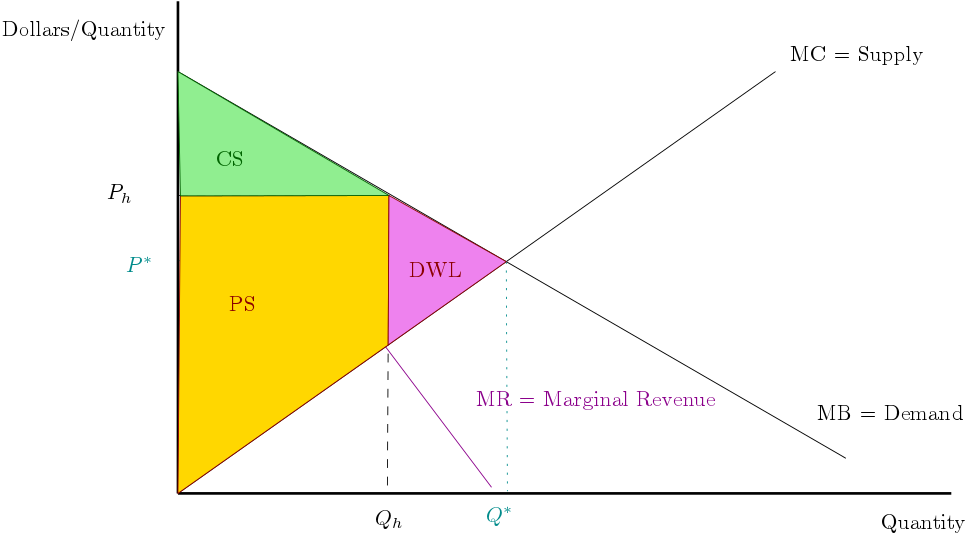 Dollars/Quantity
MC = Supply
CS
P_h
P*
DWL
PS
MR = Marginal Revenue
MB = Demand
Q_h
Q*
Quantity